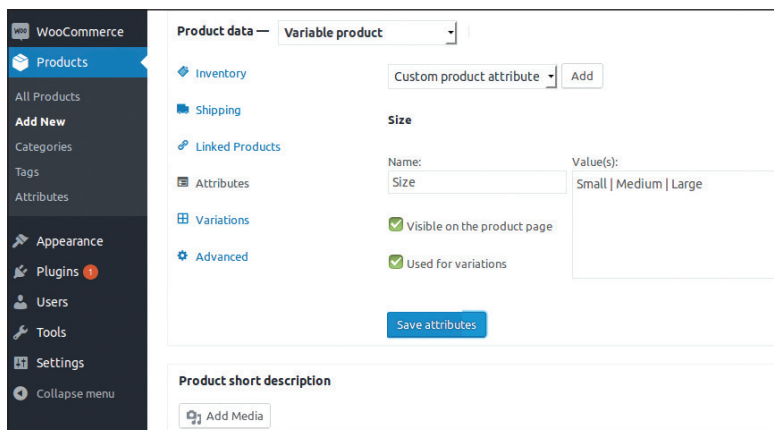 WOO WooCommerce
Products
All Products
Add New
Categories
Tags
Attributes
Appearance
Plugins 1
Users
Tools
Settings
Collapse menu
Product data — Variable product
Inventory
Shipping
Linked Products
Attributes
Variations
Advanced
Custom product attribute Add
Size
Name:
Size
Value(s):
Small | Medium | Large
Visible on the product page
Used for variations
Save attributes
Product short description
Add Media